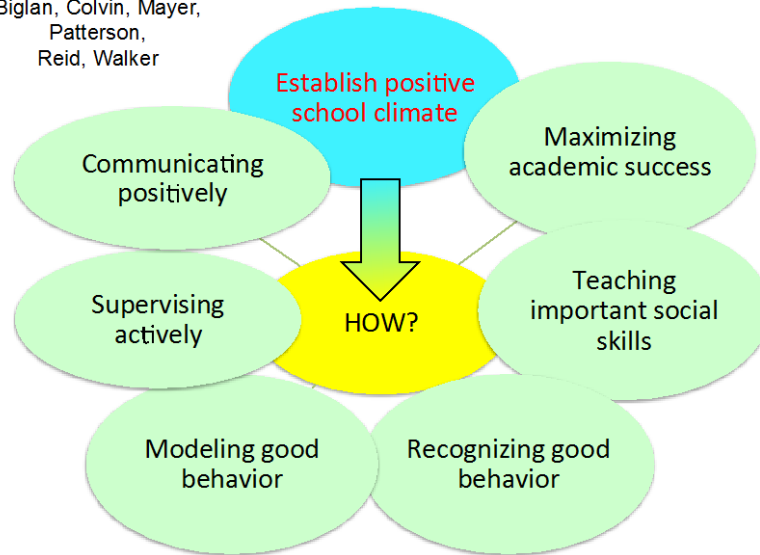 Biglan, Colvin, Mayer,
Patterson,
Reid, Walker
Establish positive
school climate
Maximizing
academic success
Communicating
positively
Teaching
important social
skills
Supervising
actively
HOW?
Modeling good
behavior
Recognizing good
behavior